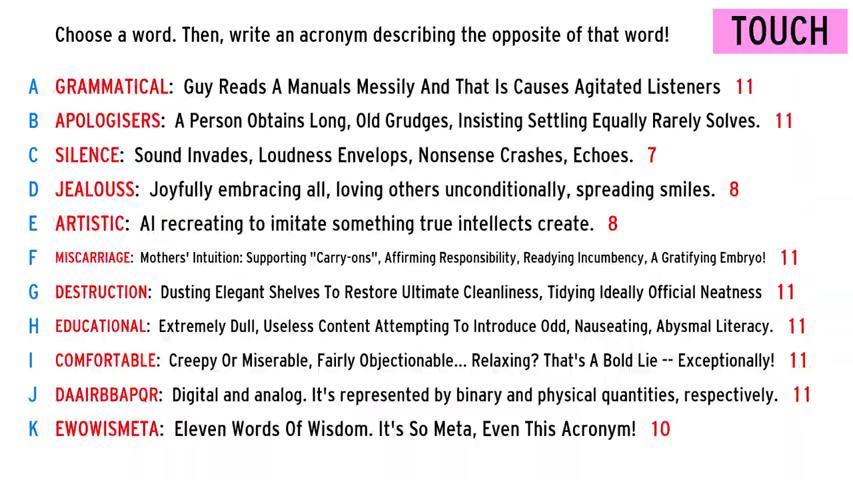 Choose a word. Then, write an acronym describing the opposite of that word!
TOUCH
A GRAMMATICAL: Guy Reads A Manuals Messily And That Is Causes Agitated Listeners 11
B APOLOGISERS: A Person Obtains Long, Old Grudges, Insisting Settling Equally Rarely Solves. 11
C SILENCE: Sound Invades, Loudness Envelops, Nonsense Crashes, Echoes. 7
D JEALOUSS: Joyfully embracing all, loving others unconditionally, spreading smiles. 8
E ARTISTIC: AI recreating to imitate something true intellects create. 8
F MISCARRIAGE: Mothers' Intuition: Supporting "Carry-ons", Affirming Responsibility, Readying Incumbency, A Gratifying Embryo! 11
G DESTRUCTION: Dusting Elegant Shelves To Restore Ultimate Cleanliness, Tidying Ideally Official Neatness 11
H EDUCATIONAL: Extremely Dull, Useless Content Attempting To Introduce Odd, Nauseating, Abysmal Literacy. 11
I COMFORTABLE: Creepy Or Miserable, Fairly Objectionable... Relaxing? That's A Bold Lie -- Exceptionally! 11
J DAAIRBBAPQR: Digital and analog. It's represented by binary and physical quantities, respectively. 11
K EWOWISMETA: Eleven Words Of Wisdom. It's So Meta, Even This Acronym! 10